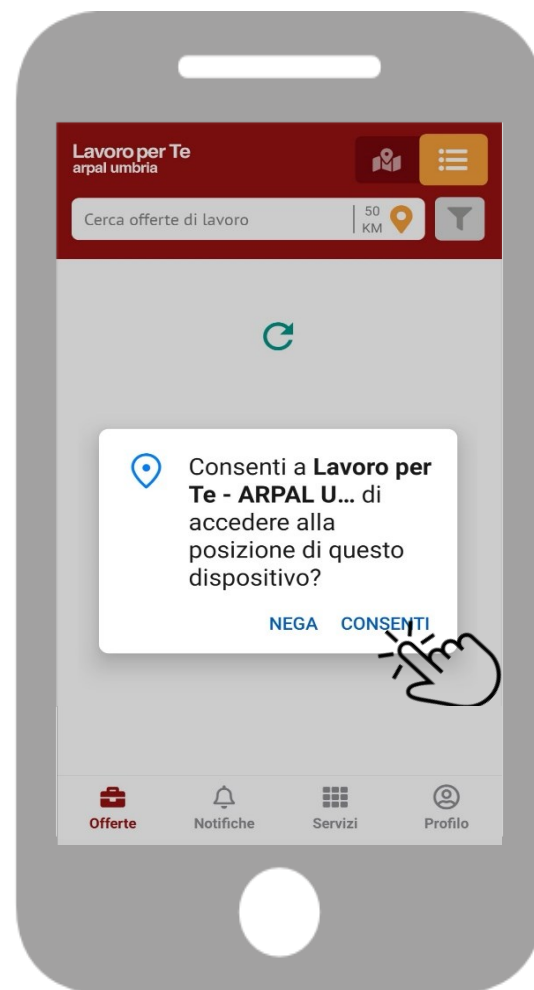 Lavoro per Te
arpal umbria
Cerca offerte di lavoro
50
KM
Consenti a Lavoro per
Te - ARPAL U... di
accedere alla
posizione di questo
dispositivo?
NEGA CONSENTI
Offerte Notifiche Servizi Profilo